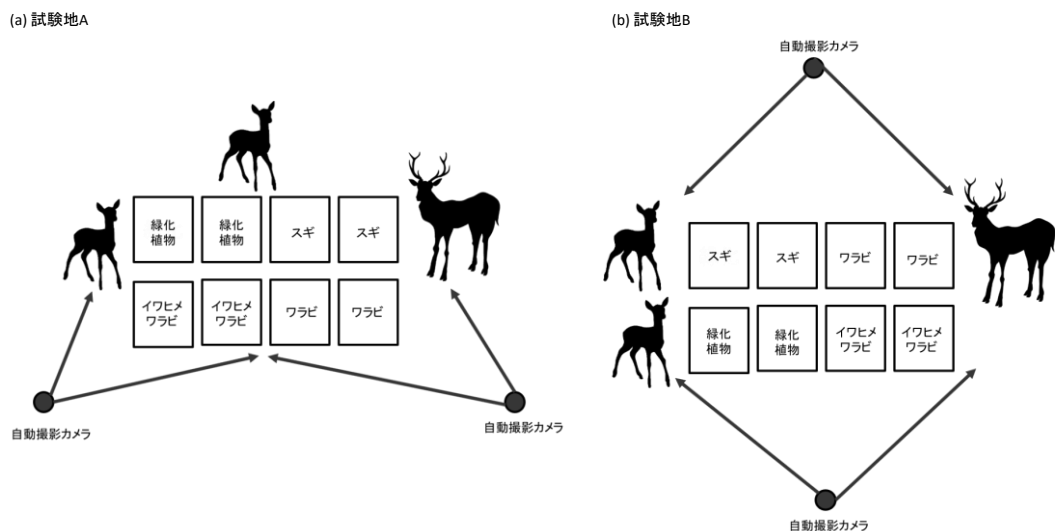 (a) 試験地A
緑化
植物
緑化
植物
スギ
スギ
イワヒメ
ワラビ
イワヒメ
ワラビ
ワラビ
ワラビ
自動撮影カメラ
自動撮影カメラ
(b) 試験地B
自動撮影カメラ
スギ
スギ
ワラビ
ワラビ
緑化
植物
緑化
植物
イワヒメ
ワラビ
イワヒメ
ワラビ
自動撮影カメラ